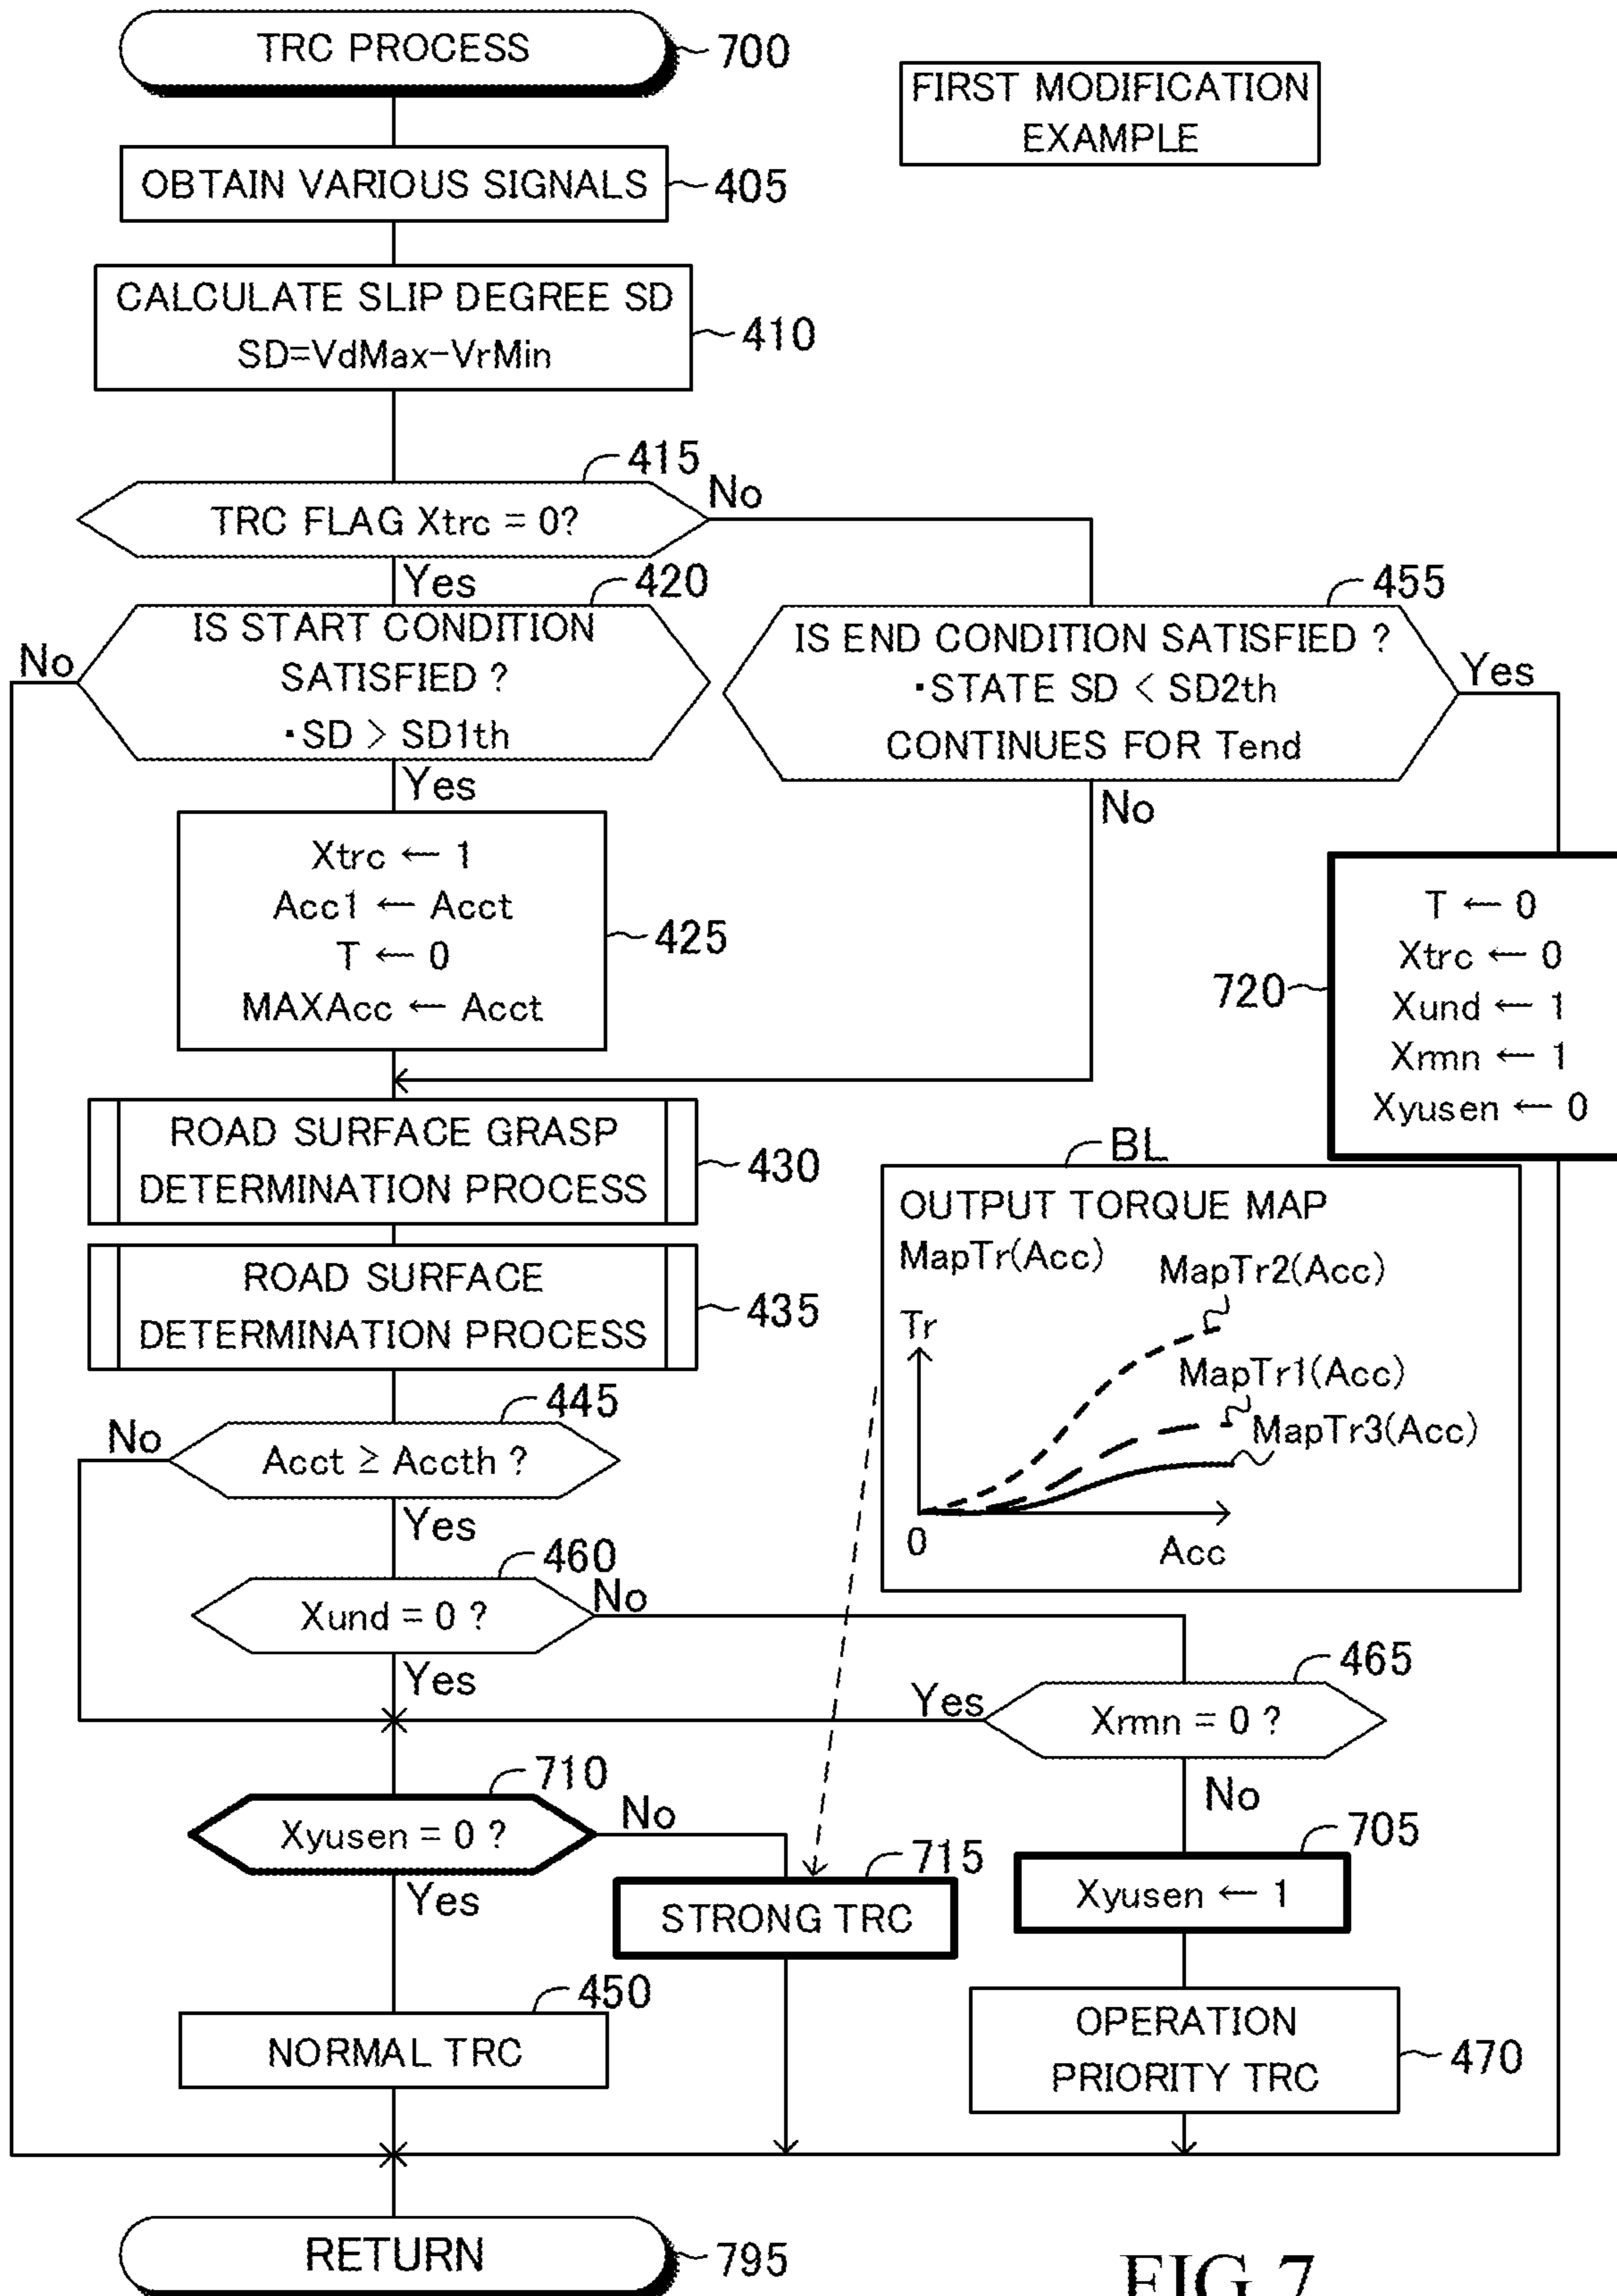 TRC PROCESS
700
FIRST MODIFICATION
EXAMPLE
OBTAIN VARIOUS SIGNALS
405
CALCULATE SLIP DEGREE SD
SD=VdMax-VrMin
410
415
TRC FLAG Xtrc = 0?
No
Yes
420
IS START CONDITION
SATISFIED ?
・SD > SD1th
No
Yes
455
IS END CONDITION SATISFIED ?
・STATE SD < SD2th
CONTINUES FOR Tend
Yes
No
Xtrc ← 1
Acc1 ← Acct
T ← 0
MAXAcc ← Acct
425
T ← 0
Xtrc ← 0
Xund ← 1
Xrmn ← 1
Xyusen ← 0
720
ROAD SURFACE GRASP
DETERMINATION PROCESS
430
ROAD SURFACE
DETERMINATION PROCESS
435
BL
OUTPUT TORQUE MAP
MapTr(Acc)
MapTr2(Acc)
Tr
MapTr1(Acc)
MapTr3(Acc)
0
Acc
445
No
Acct ≥ Accth ?
Yes
460
Xund = 0 ?
No
Yes
465
Yes
Xrmn = 0 ?
No
710
Xyusen = 0 ?
No
Yes
705
Xyusen ← 1
715
STRONG TRC
450
NORMAL TRC
OPERATION
PRIORITY TRC
470
RETURN
795
FIG.7